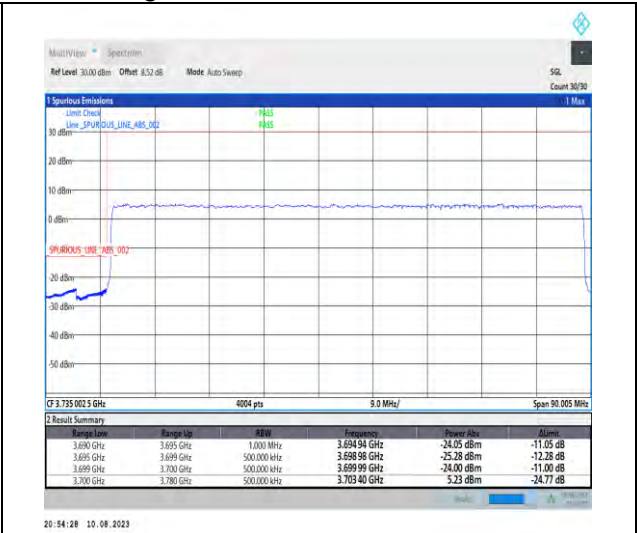 MultiView Spectrum
Ref Level 30.00 dBm Offset 8.52 dB Mode Auto Sweep SGL
Count 30/30
1 Spurious Emissions 1 Max
Limit Check PASS
Line _SPURIOUS_LINE_ABS_002 PASS
30 dBm
20 dBm
10 dBm
0 dBm
SPURIOUS_LINE_ABS_002
-20 dBm
-30 dBm
-40 dBm
-50 dBm
CF 3.735 002 5 GHz 4004 pts 9.0 MHz/ Span 90.005 MHz
2 Result Summary
Range Low Range Up RBW Frequency Power Abs ΔLimit
3.690 GHz 3.695 GHz 1.000 MHz 3.694 94 GHz -24.05 dBm -11.05 dB
3.695 GHz 3.699 GHz 500.000 kHz 3.698 98 GHz -25.28 dBm -12.28 dB
3.699 GHz 3.700 GHz 500.000 kHz 3.699 99 GHz -24.00 dBm -11.00 dB
3.700 GHz 3.780 GHz 500.000 kHz 3.703 40 GHz 5.23 dBm -24.77 dB
20:54:28 10.08.2023